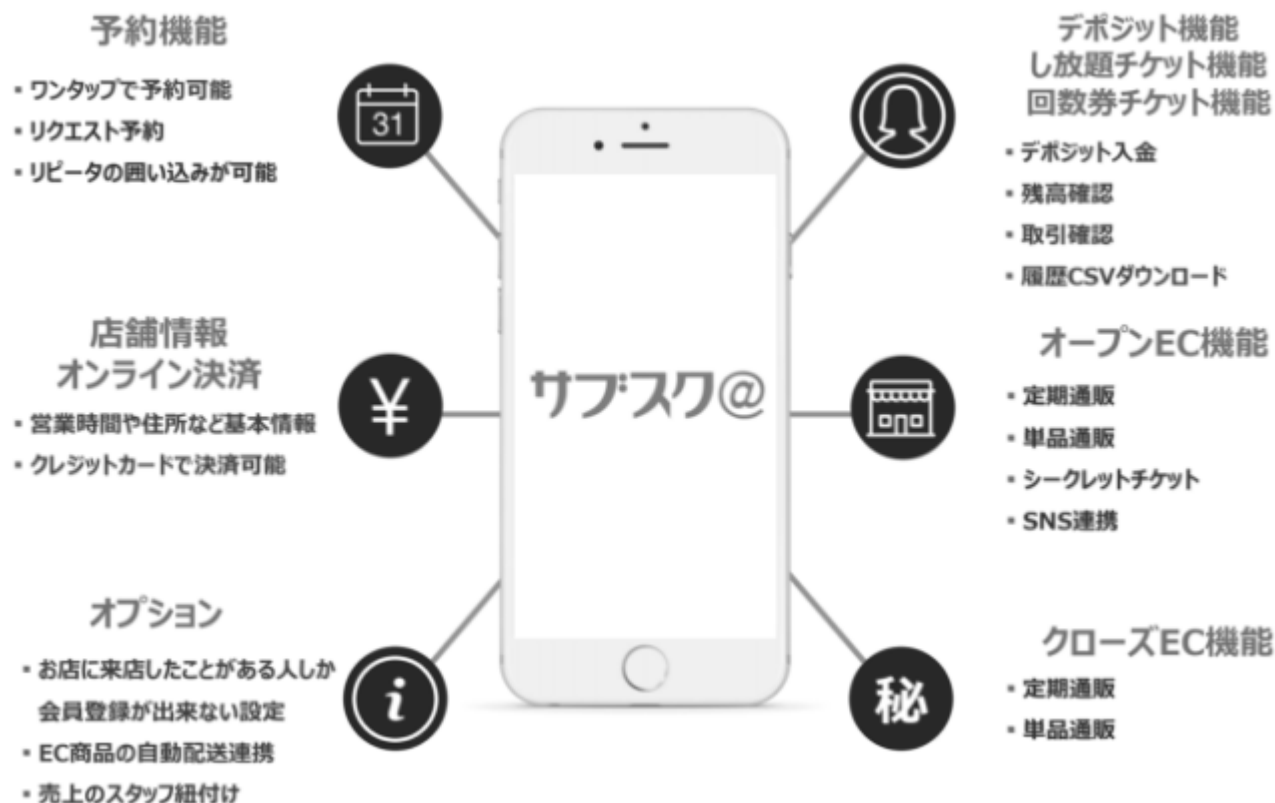 予約機能
・ワンタップで予約可能
・リクエスト予約
・リピータの囲い込みが可能
31
店舗情報
オンライン決済
・営業時間や住所など基本情報
・クレジットカードで決済可能
¥
オプション
・お店に来店したことがある人しか
会員登録が出来ない設定
・EC商品の自動配送連携
・売上のスタッフ紐付け
i
サブスク@
デポジット機能
し放題チケット機能
回数券チケット機能
・デポジット入金
・残高確認
・取引確認
・履歴CSVダウンロード
オープンEC機能
・定期通販
・単品通販
・シークレットチケット
・SNS連携
クローズEC機能
・定期通販
・単品通販
秘